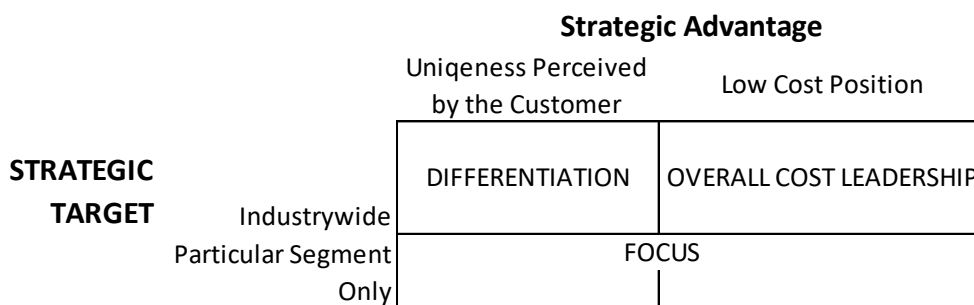 Strategic Advantage
Uniqeness Perceived
by the Customer
Low Cost Position
STRATEGIC
TARGET
DIFFERENTIATION
OVERALL COST LEADERSHIP
Industrywide
Particular Segment
Only
FOCUS